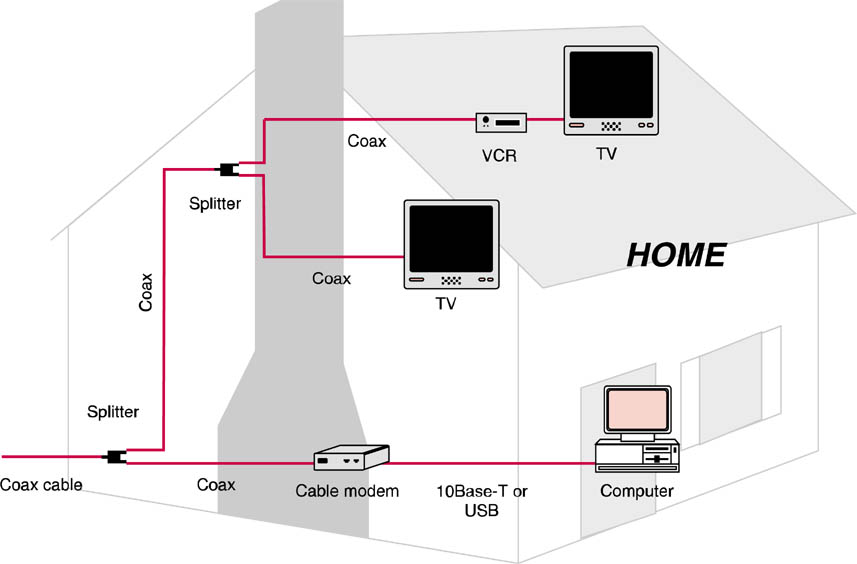 Coax
VCR
TV
Splitter
HOME
Coax
Coax
TV
Splitter
Coax cable
Coax
Cable modem
10Base-T or
USB
Computer